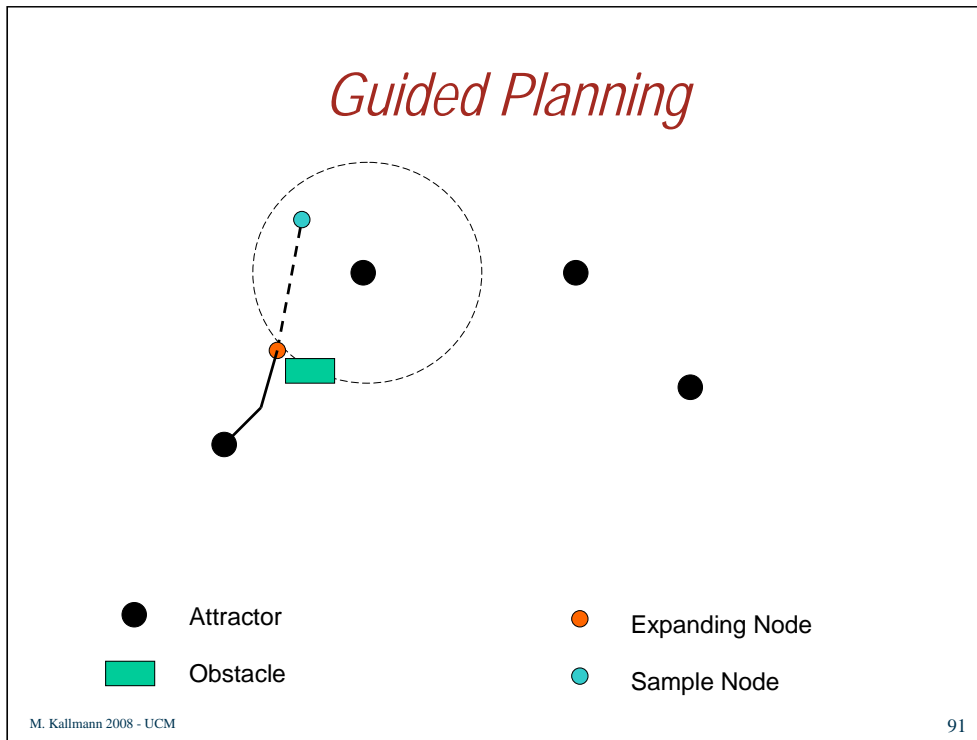 Guided Planning
Attractor
Expanding Node
Obstacle
Sample Node
M. Kallmann 2008 - UCM
91